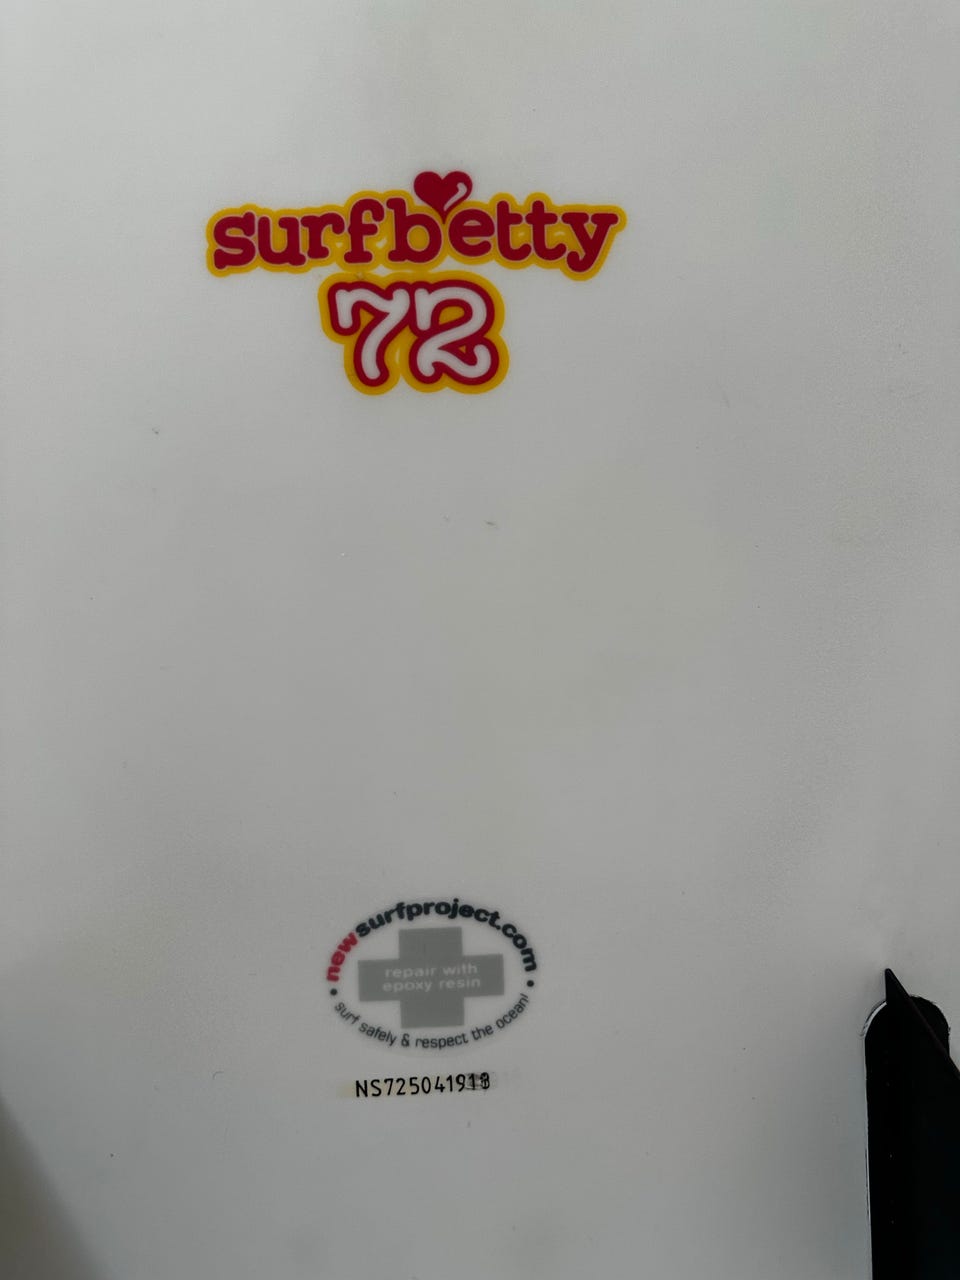 surfbetty
72
newsurfproject.com
repair with
epoxy resin
• surf safely & respect the ocean! •